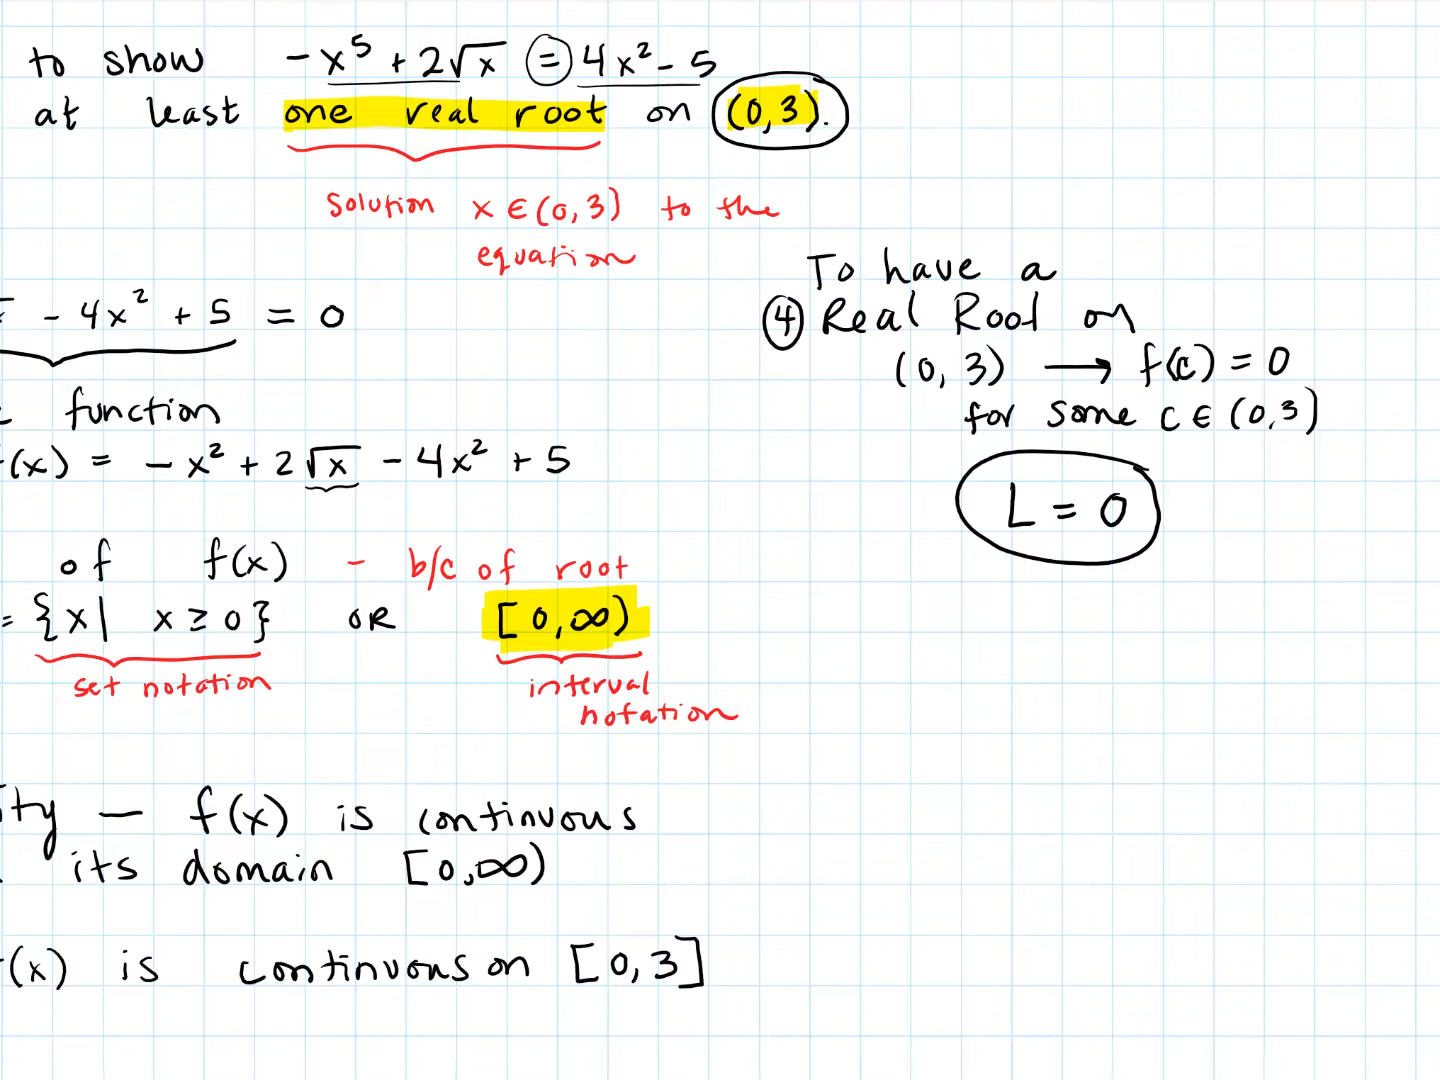 to show -x⁵ + 2√x = 4x² - 5
at least one real root on (0,3).
Solution x ∈ (0,3) to the
equation
- 4x² + 5 = 0
function
(x) = -x² + 2√x - 4x² + 5
of f(x) - b/c of root
= {x| x ≥ 0} OR [0,∞)
set notation
interval
notation
ity — f(x) is continuous
its domain [0,∞)
(x) is continuous on [0,3]
To have a
④ Real Root on
(0,3) ⟶ f(c) = 0
for some c ∈ (0,3)
L = 0